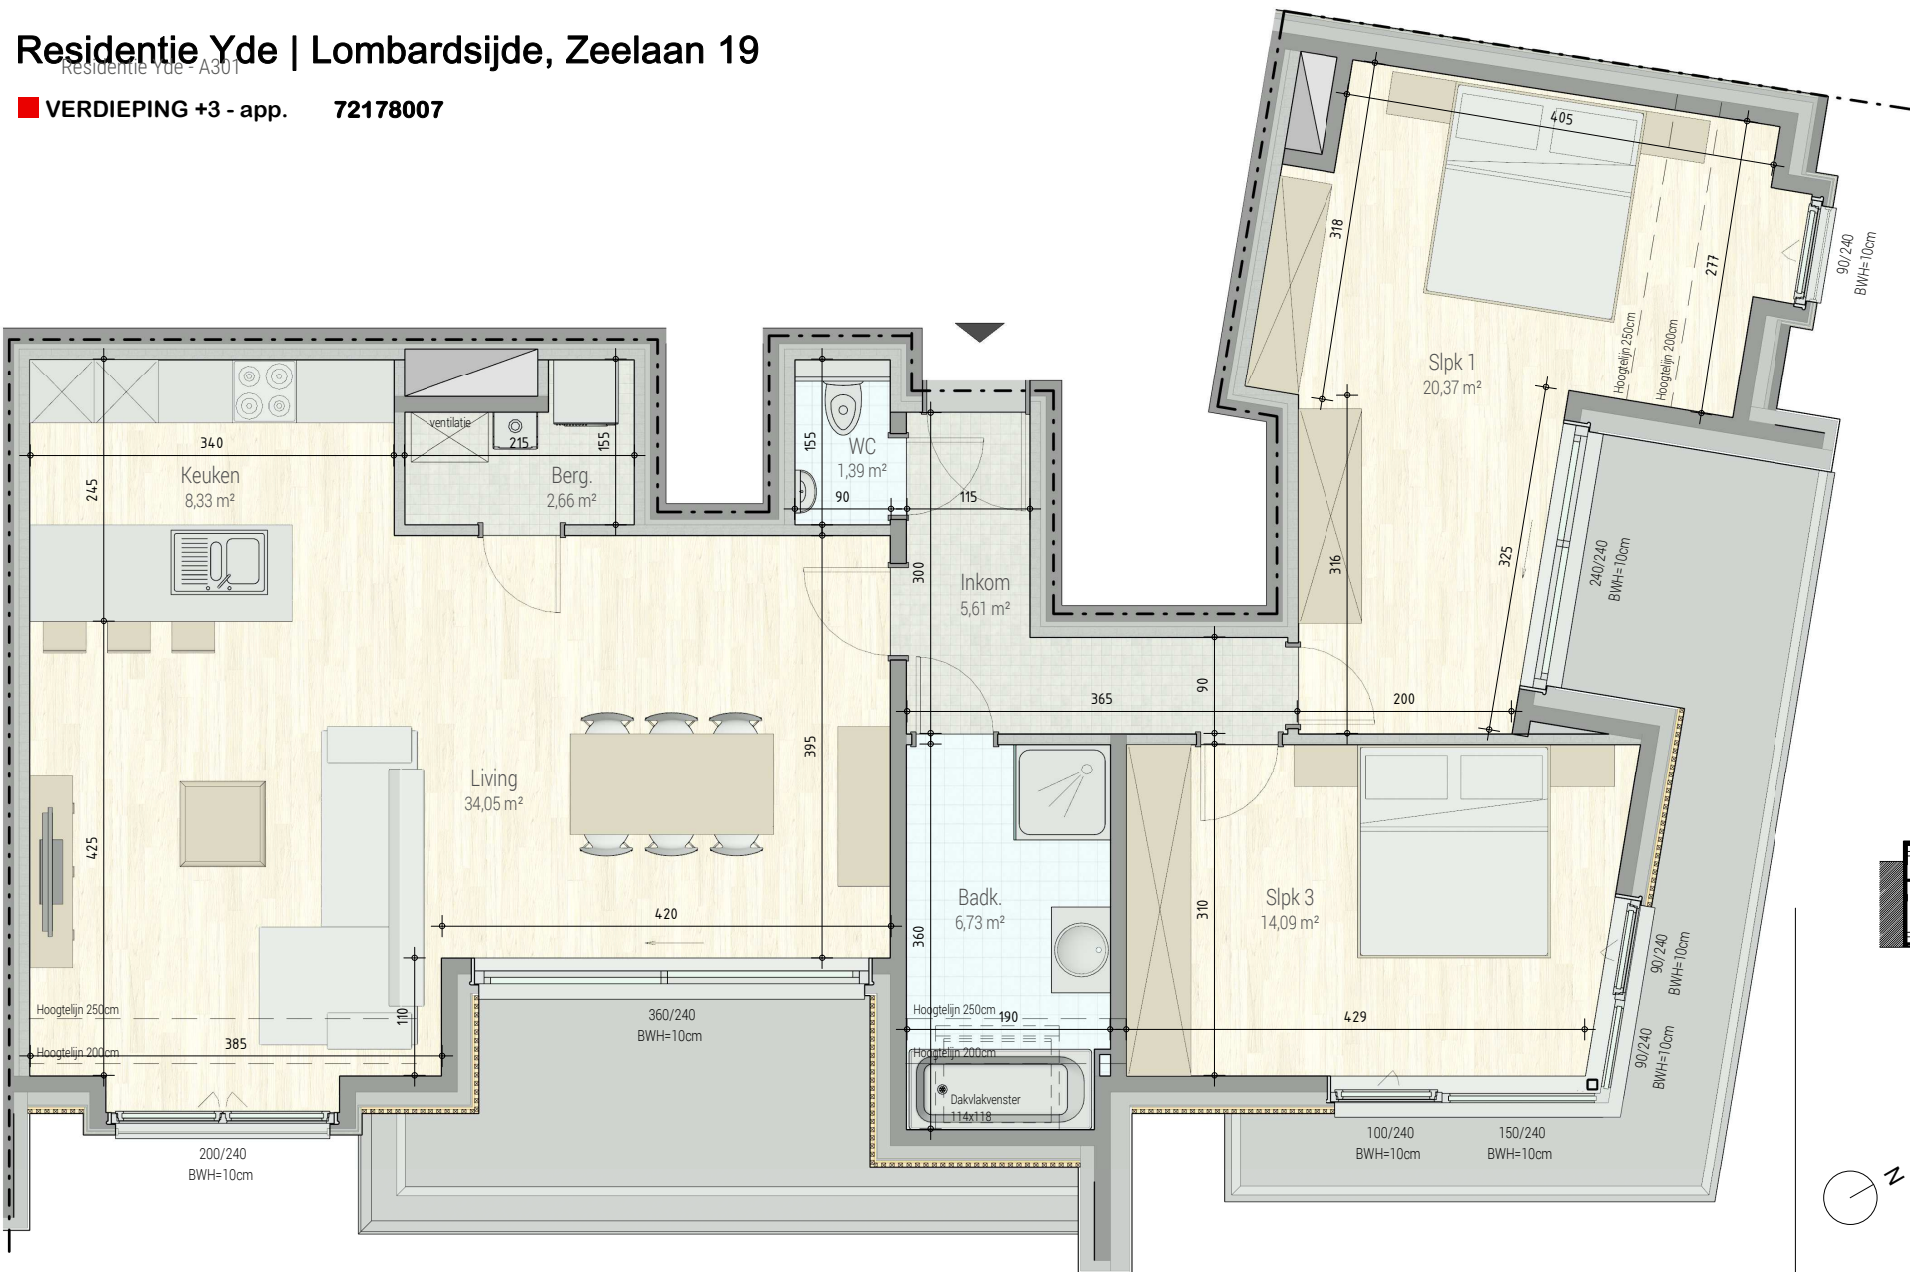 Residentie Yde | Lombardsijde, Zeelaan 19
Residentie Yde - A301
VERDIEPING +3 - app. 72178007
405
318
277
90/240
BWH=10cm
Hoogtelijn 250cm
Hoogtelijn 200cm
Slpk 1
20,37 m²
ventilatie
340
215
155
155
WC
1,39 m²
Keuken
8,33 m²
245
Berg.
2,66 m²
90
115
316
325
240/240
BWH=10cm
300
Inkom
5,61 m²
365
90
200
395
Living
34,05 m²
425
420
360
Badk.
6,73 m²
310
Slpk 3
14,09 m²
90/240
BWH=10cm
Hoogtelijn 250cm
110
360/240
BWH=10cm
Hoogtelijn 250cm
190
429
385
Hoogtelijn 200cm
Hoogtelijn 200cm
90/240
BWH=10cm
Dakvlakvenster
114x118
200/240
BWH=10cm
100/240
BWH=10cm
150/240
BWH=10cm
N